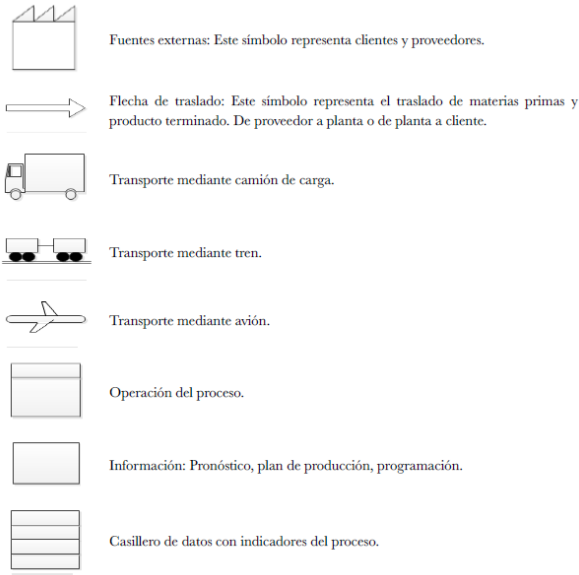 Fuentes externas: Este símbolo representa clientes y proveedores.
Flecha de traslado: Este símbolo representa el traslado de materias primas y
producto terminado. De proveedor a planta o de planta a cliente.
Transporte mediante camión de carga.
Transporte mediante tren.
Transporte mediante avión.
Operación del proceso.
Información: Pronóstico, plan de producción, programación.
Casillero de datos con indicadores del proceso.